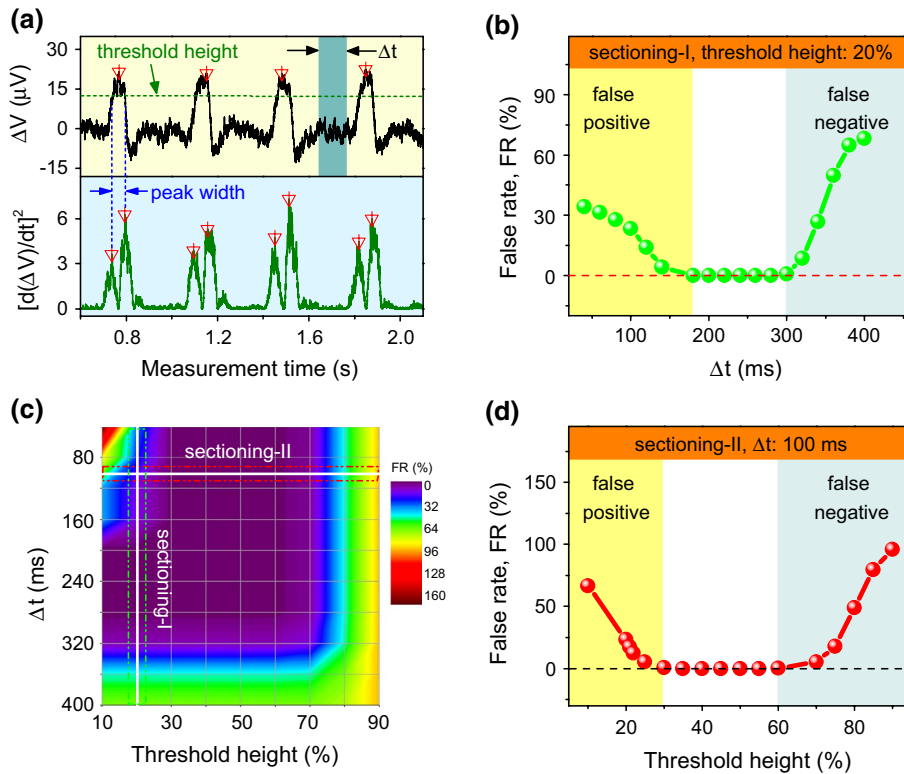 (a)
ΔV (μV)
30
15
0
-15
threshold height
Δt
peak width
[d(ΔV)/dt]²
6
3
0
0.8 1.2 1.6 2.0
Measurement time (s)
(b)
sectioning-I, threshold height: 20%
False rate, FR (%)
90
60
30
0
false
positive
false
negative
100 200 300 400
Δt (ms)
(c)
Δt (ms)
80
160
240
320
400
sectioning-II
sectioning-I
10 30 50 70 90
Threshold height (%)
FR (%)
0
32
64
96
128
160
(d)
sectioning-II, Δt: 100 ms
False rate, FR (%)
150
100
50
0
false
positive
false
negative
20 40 60 80
Threshold height (%)